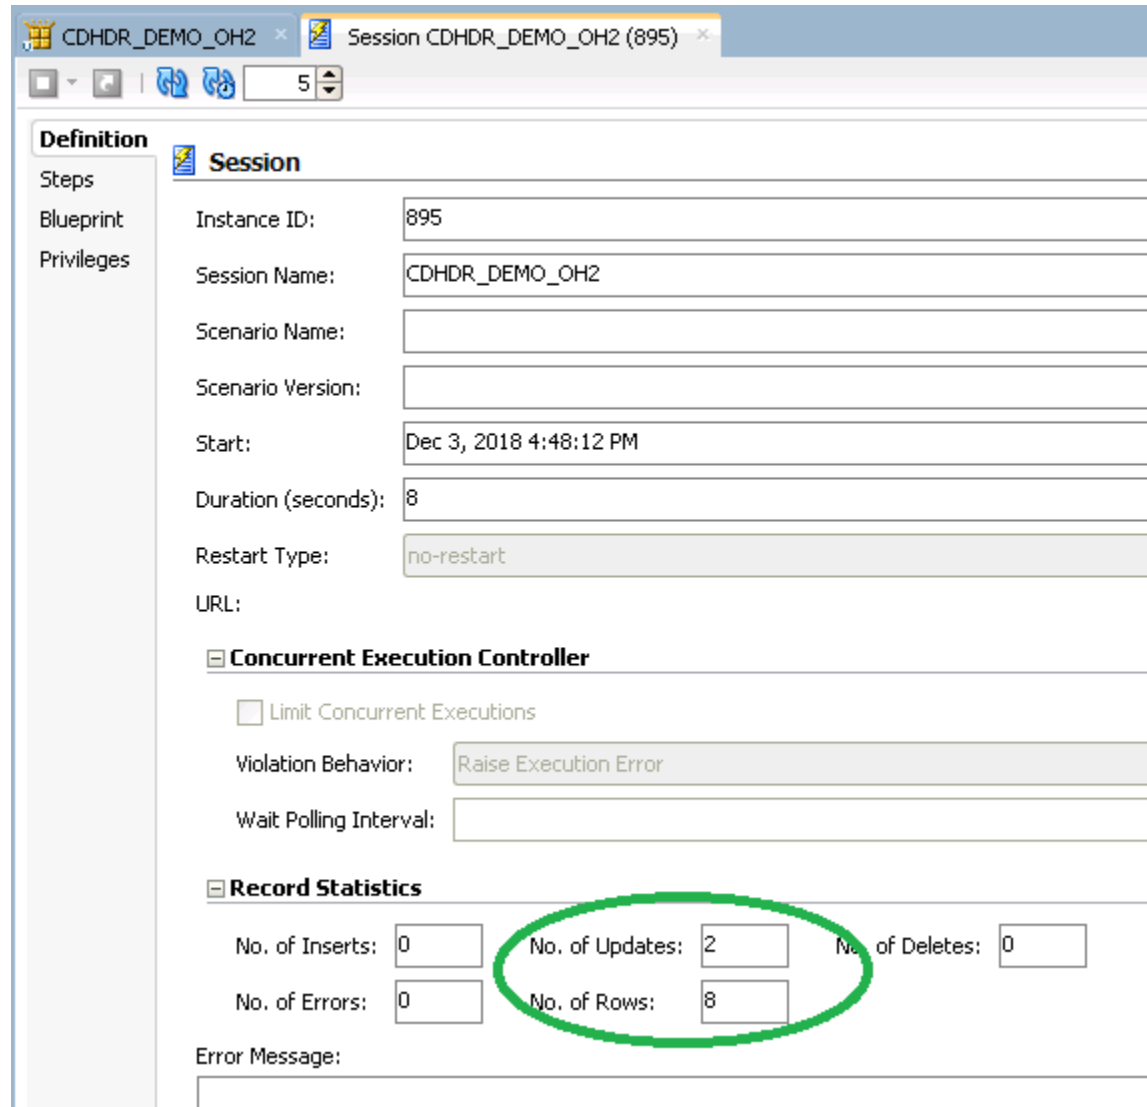 CDHDR_DEMO_OH2 × Session CDHDR_DEMO_OH2 (895) ×
5
Definition
Steps
Blueprint
Privileges
Session
Instance ID: 895
Session Name: CDHDR_DEMO_OH2
Scenario Name:
Scenario Version:
Start: Dec 3, 2018 4:48:12 PM
Duration (seconds): 8
Restart Type: no-restart
URL:
Concurrent Execution Controller
Limit Concurrent Executions
Violation Behavior: Raise Execution Error
Wait Polling Interval:
Record Statistics
No. of Inserts: 0 No. of Updates: 2 No. of Deletes: 0
No. of Errors: 0 No. of Rows: 8
Error Message: